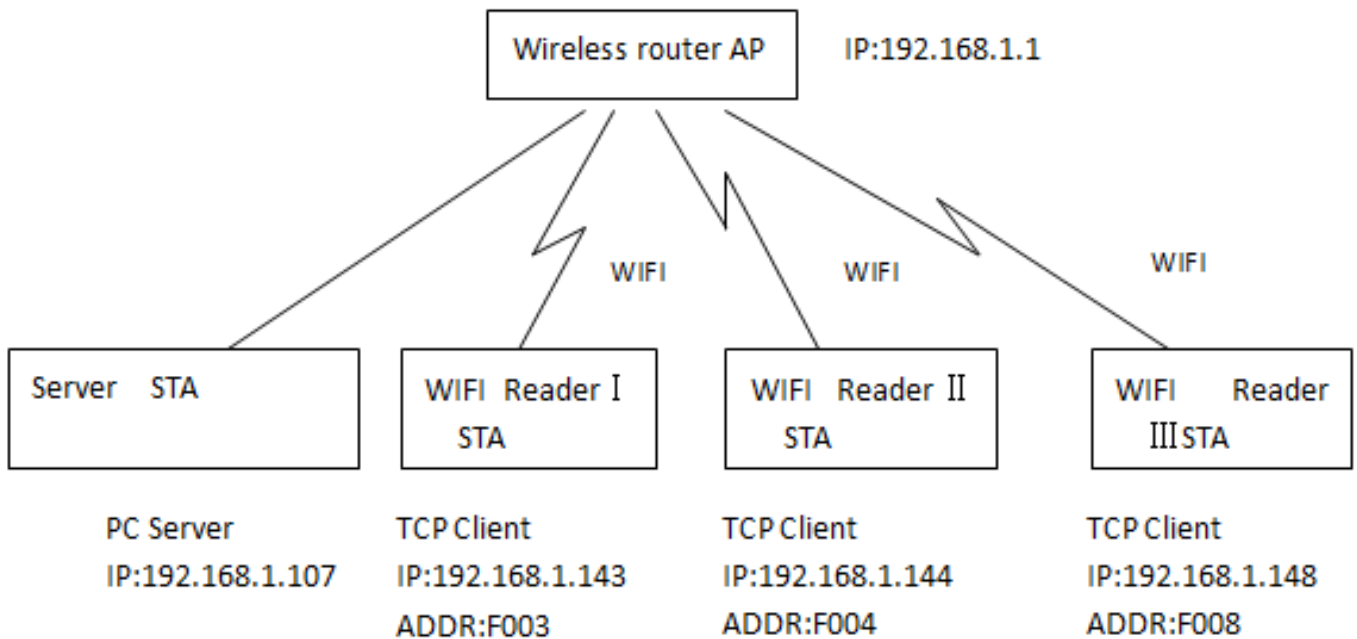 Wireless router AP
IP:192.168.1.1
WIFI
WIFI
WIFI
Server STA
WIFI Reader Ⅰ
STA
WIFI Reader Ⅱ
STA
WIFI Reader
Ⅲ STA
PC Server
IP:192.168.1.107
TCP Client
IP:192.168.1.143
ADDR:F003
TCP Client
IP:192.168.1.144
ADDR:F004
TCP Client
IP:192.168.1.148
ADDR:F008